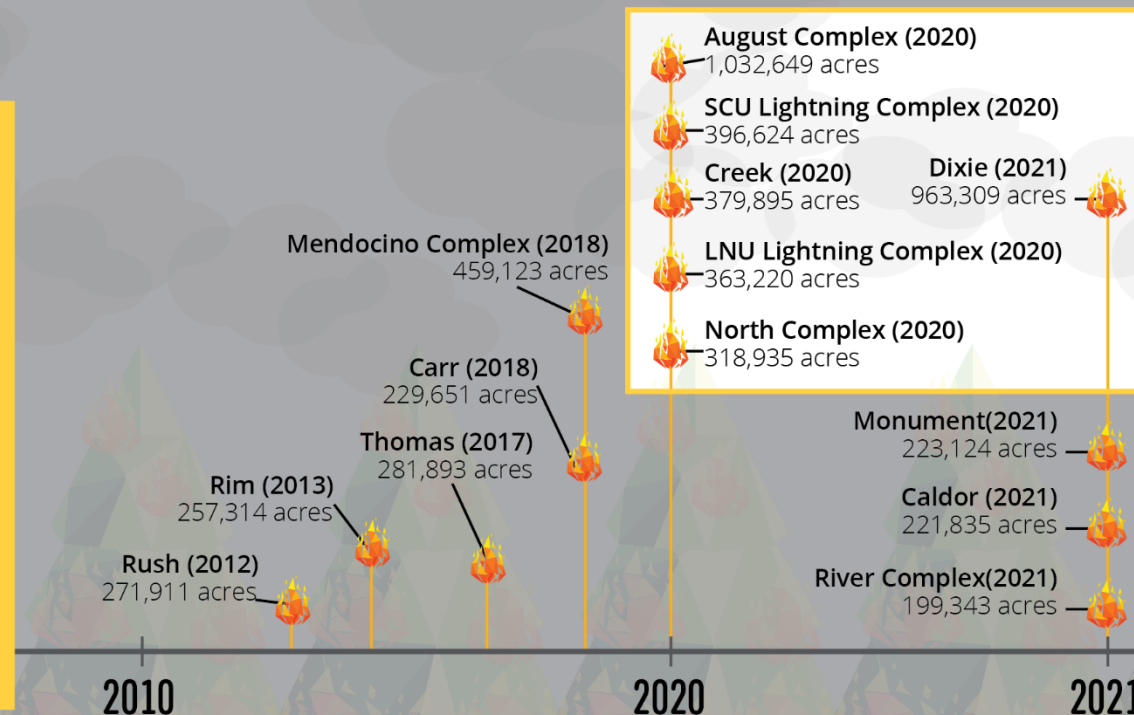 August Complex (2020)
1,032,649 acres
SCU Lightning Complex (2020)
396,624 acres
Creek (2020)
379,895 acres
Dixie (2021)
963,309 acres
Mendocino Complex (2018)
459,123 acres
LNU Lightning Complex (2020)
363,220 acres
North Complex (2020)
318,935 acres
Carr (2018)
229,651 acres
Thomas (2017)
281,893 acres
Monument(2021)
223,124 acres
Rim (2013)
257,314 acres
Caldor (2021)
221,835 acres
Rush (2012)
271,911 acres
River Complex(2021)
199,343 acres
2010
2020
2021